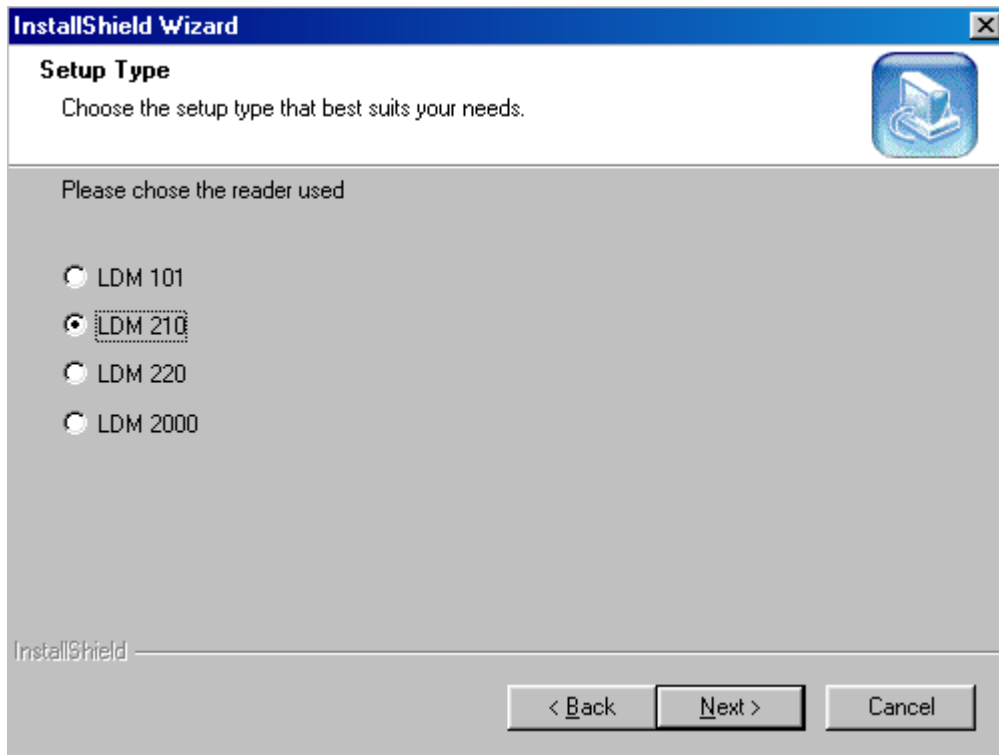 InstallShield Wizard
Setup Type
Choose the setup type that best suits your needs.
Please chose the reader used
LDM 101
LDM 210
LDM 220
LDM 2000
InstallShield
< Back
Next >
Cancel